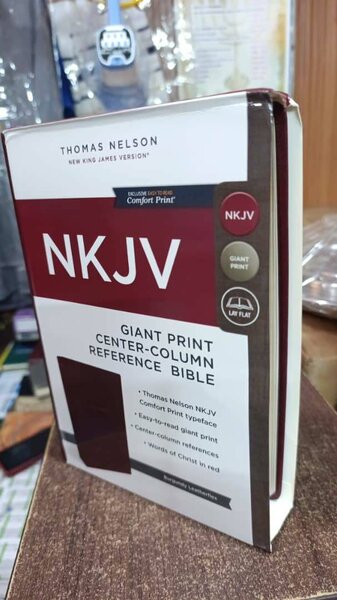 THOMAS NELSON
NEW KING JAMES VERSION®
EXCLUSIVE EASY TO READ
Comfort Print®
NKJV
NKJV
GIANT
PRINT
LAY FLAT
GIANT PRINT
CENTER-COLUMN
REFERENCE BIBLE
• Thomas Nelson NKJV
Comfort Print typeface
• Easy-to-read giant print
• Center-column references
• Words of Christ in red
Burgundy Leatherflex